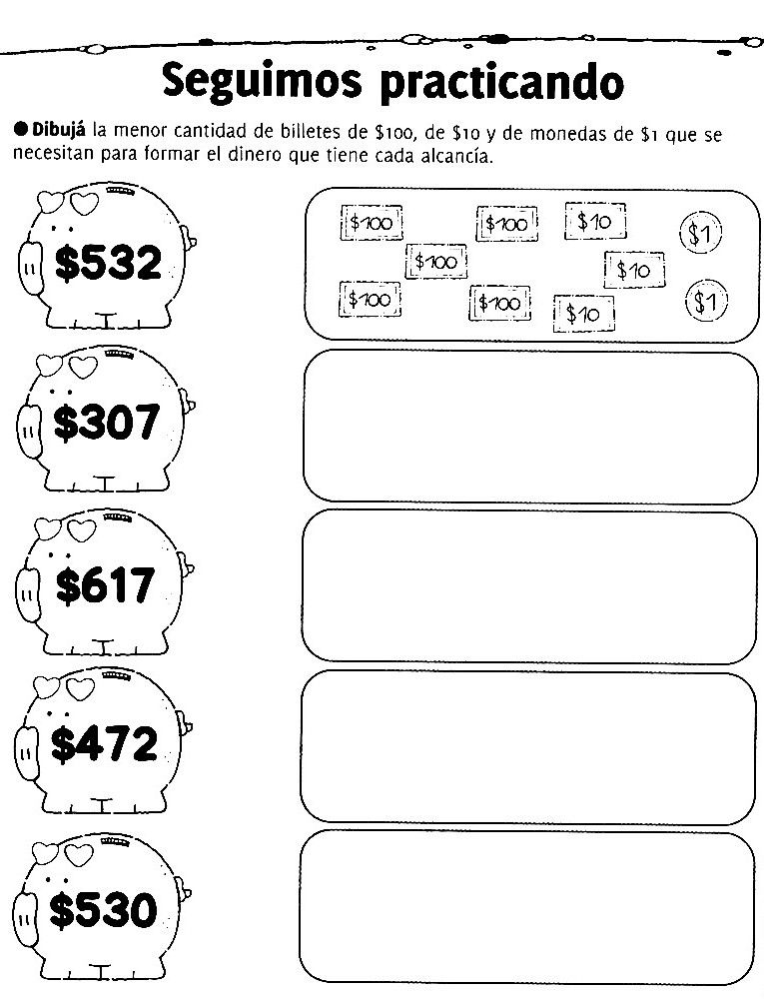 Seguimos practicando
● Dibujá la menor cantidad de billetes de $100, de $10 y de monedas de $1 que se
necesitan para formar el dinero que tiene cada alcancía.
$532
$100 $100 $10 $1
$100 $10
$100 $100 $10 $1
$307
$617
$472
$530